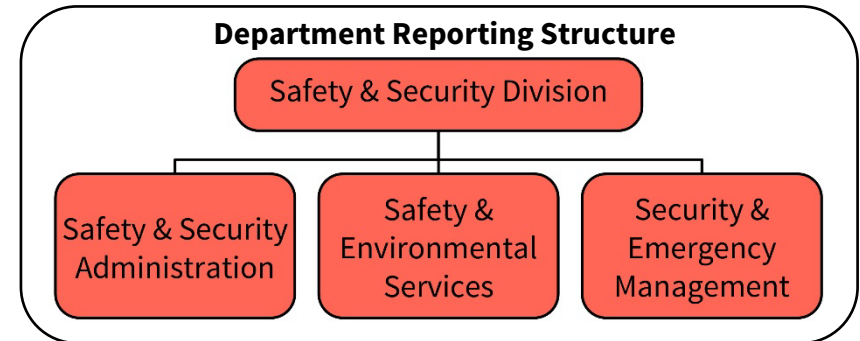 Department Reporting Structure
Safety & Security Division
Safety & Security
Administration
Safety &
Environmental
Services
Security &
Emergency
Management